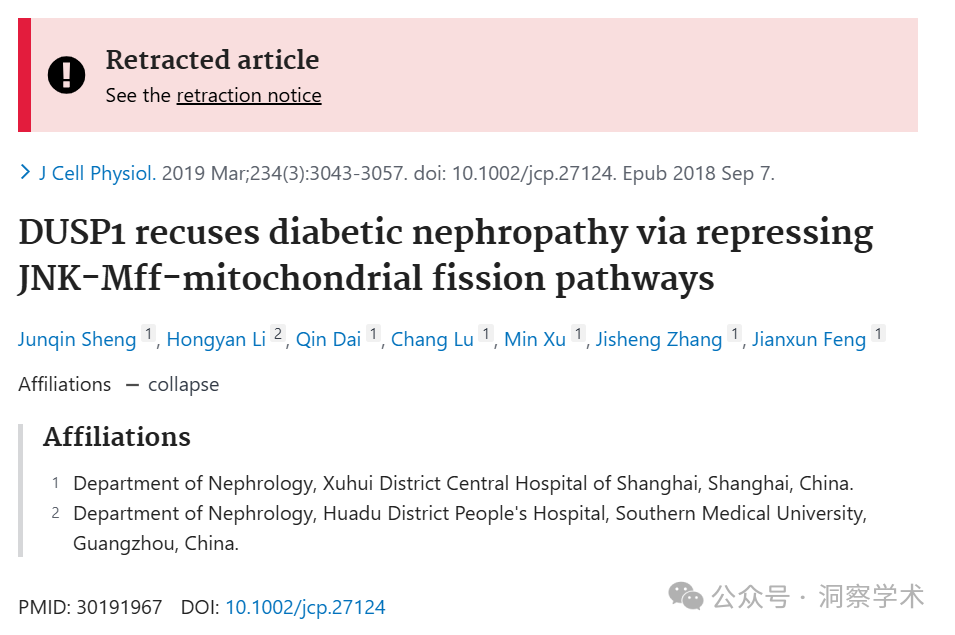 Retracted article
See the retraction notice
J Cell Physiol. 2019 Mar;234(3):3043-3057. doi: 10.1002/jcp.27124. Epub 2018 Sep 7.
DUSP1 recuses diabetic nephropathy via repressing
JNK-Mff-mitochondrial fission pathways
Junqin Sheng 1, Hongyan Li 2, Qin Dai 1, Chang Lu 1, Min Xu 1, Jisheng Zhang 1, Jianxun Feng 1
Affiliations — collapse
Affiliations
1 Department of Nephrology, Xuhui District Central Hospital of Shanghai, Shanghai, China.
2 Department of Nephrology, Huadu District People's Hospital, Southern Medical University,
Guangzhou, China.
PMID: 30191967 DOI: 10.1002/jcp.27124
公众号 · 洞察学术